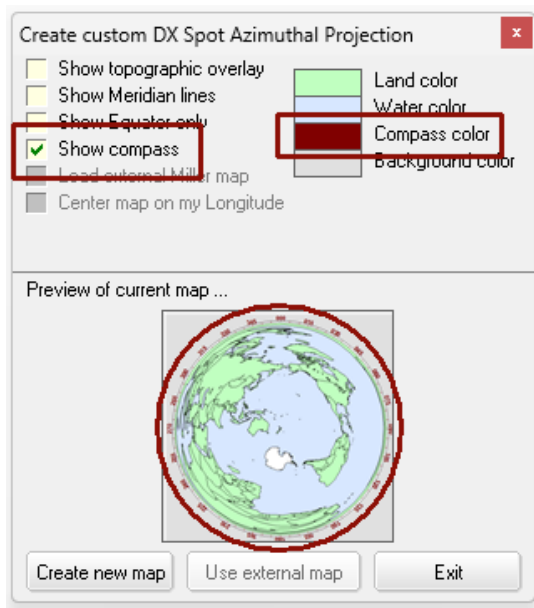 Create custom DX Spot Azimuthal Projection
x
Show topographic overlay
Show Meridian lines
Show Equator only
Show compass
Load external Miller map
Center map on my Longitude
Land color
Water color
Compass color
Background color
Preview of current map ...
Create new map
Use external map
Exit